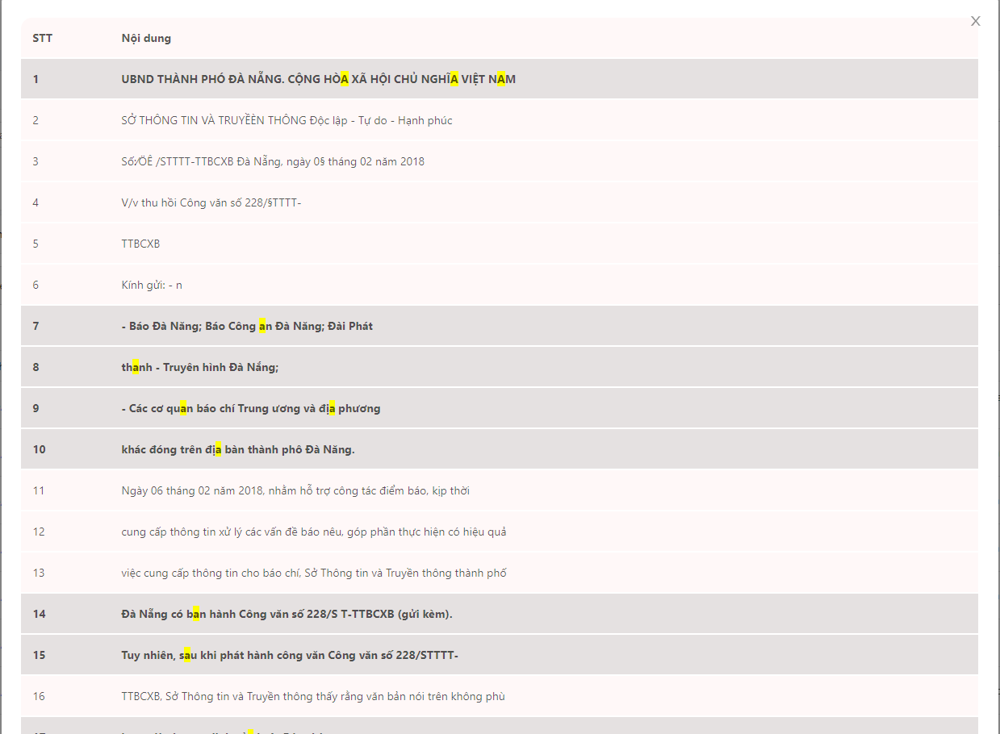 X
STT Nội dung
1 UBND THÀNH PHÓ ĐÀ NẴNG. CỘNG HÒA XÃ HỘI CHỦ NGHĨA VIỆT NAM
2 SỞ THÔNG TIN VÀ TRUYỀÈN THÔNG Độc lập - Tự do - Hạnh phúc
3 Số:⁄ÖÊ /STTTT-TTBCXB Đà Nẵng, ngày 0§ tháng 02 năm 2018
4 V/v thu hồi Công văn số 228/§TTTT-
5 TTBCXB
6 Kính gửi: - n
7 - Báo Đà Năng; Báo Công an Đà Năng; Đài Phát
8 thanh - Truyên hình Đà Nẵng;
9 - Các cơ quan báo chí Trung ương và địa phương
10 khác đóng trên địa bàn thành phô Đà Năng.
11 Ngày 06 tháng 02 năm 2018, nhằm hỗ trợ công tác điểm báo, kịp thời
12 cung cấp thông tin xử lý các vấn đề báo nêu, góp phần thực hiện có hiệu quả
13 việc cung cấp thông tin cho báo chí, Sở Thông tin và Truyền thông thành phố
14 Đà Nẵng có ban hành Công văn số 228/S T-TTBCXB (gửi kèm).
15 Tuy nhiên, sau khi phát hành công văn Công văn số 228/STTTT-
16 TTBCXB, Sở Thông tin và Truyền thông thấy rằng văn bản nói trên không phù